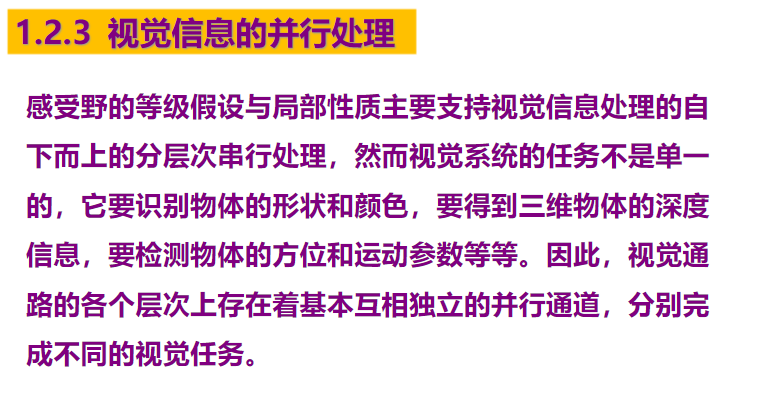 1.2.3 视觉信息的并行处理
感受野的等级假设与局部性质主要支持视觉信息处理的自
下而上的分层次串行处理，然而视觉系统的任务不是单一
的，它要识别物体的形状和颜色，要得到三维物体的深度
信息，要检测物体的方位和运动参数等等。因此，视觉通
路的各个层次上存在着基本互相独立的并行通道，分别完
成不同的视觉任务。